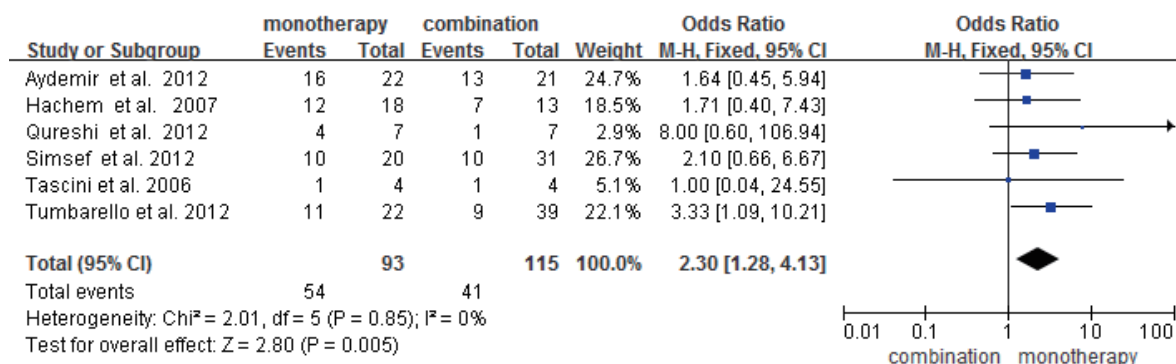 monotherapy combination Odds Ratio Odds Ratio
Study or Subgroup Events Total Events Total Weight M-H, Fixed, 95% CI M-H, Fixed, 95% CI
Aydemir et al. 2012 16 22 13 21 24.7% 1.64 [0.45, 5.94]
Hachem et al. 2007 12 18 7 13 18.5% 1.71 [0.40, 7.43]
Qureshi et al. 2012 4 7 1 7 2.9% 8.00 [0.60, 106.94]
Simsef et al. 2012 10 20 10 31 26.7% 2.10 [0.66, 6.67]
Tascini et al. 2006 1 4 1 4 5.1% 1.00 [0.04, 24.55]
Tumbarello et al. 2012 11 22 9 39 22.1% 3.33 [1.09, 10.21]
Total (95% CI) 93 115 100.0% 2.30 [1.28, 4.13]
Total events 54 41
Heterogeneity: Chi² = 2.01, df = 5 (P = 0.85); I² = 0%
Test for overall effect: Z = 2.80 (P = 0.005)
0.01 0.1 1 10 100
combination monotherapy